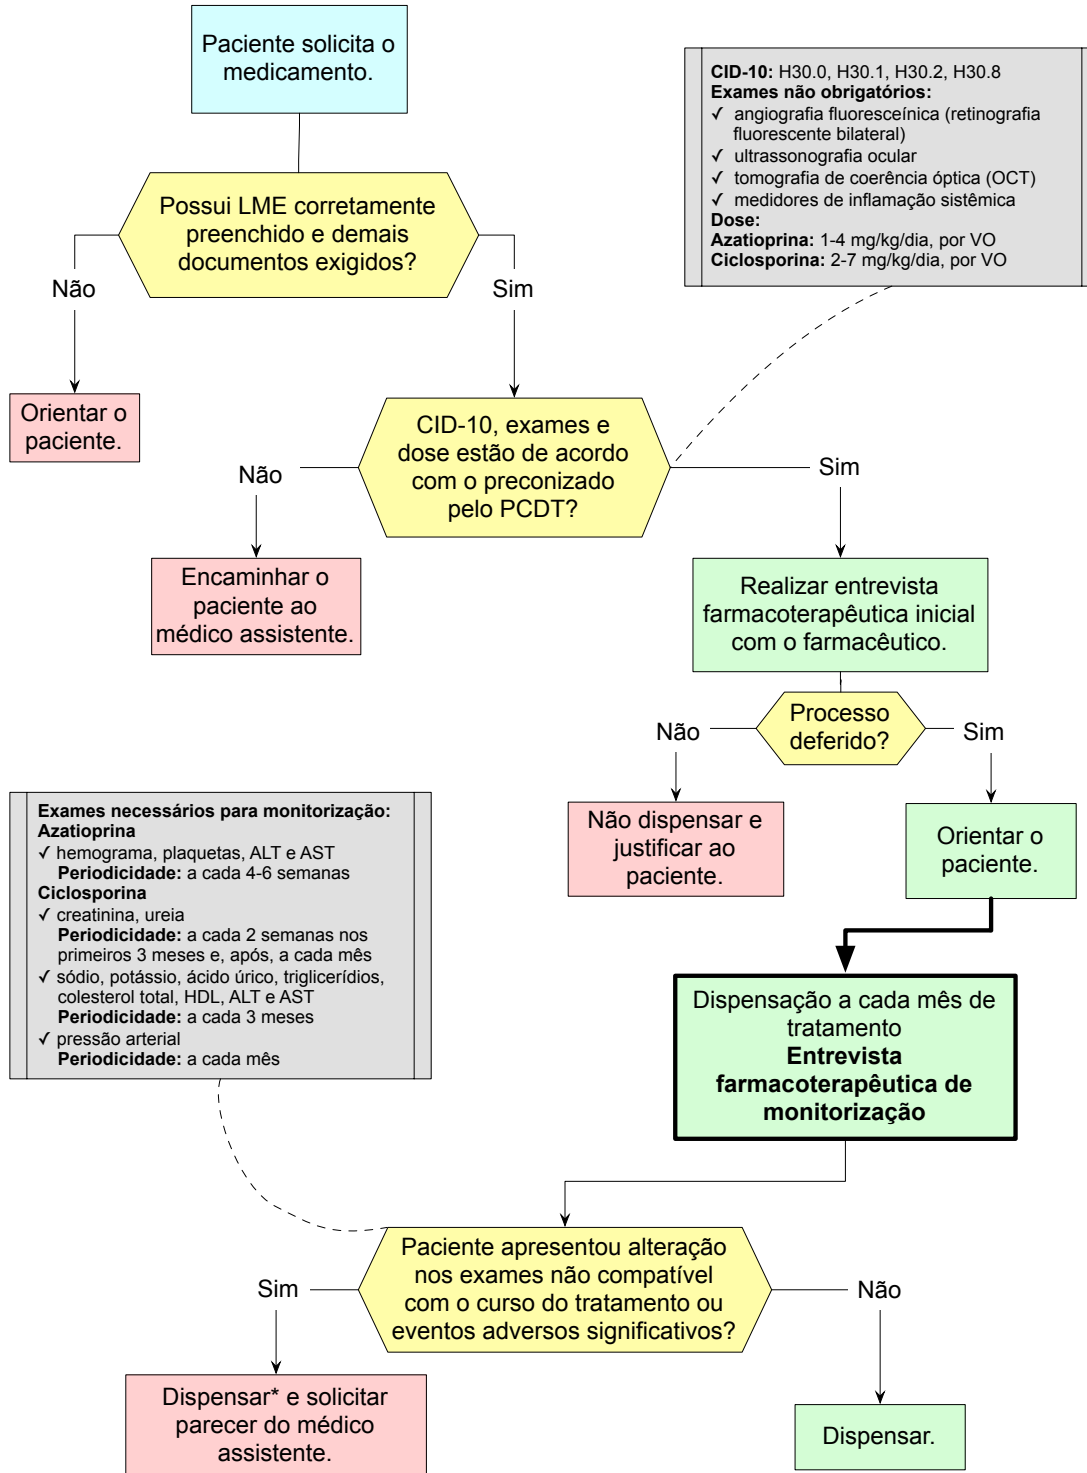 Paciente solicita o
medicamento.
CID-10: H30.0, H30.1, H30.2, H30.8
Exames não obrigatórios:
✓ angiografia fluoresceínica (retinografia
fluorescente bilateral)
✓ ultrassonografia ocular
✓ tomografia de coerência óptica (OCT)
✓ medidores de inflamação sistêmica
Dose:
Azatioprina: 1-4 mg/kg/dia, por VO
Ciclosporina: 2-7 mg/kg/dia, por VO
Possui LME corretamente
preenchido e demais
documentos exigidos?
Não
Sim
Orientar o
paciente.
CID-10, exames e
dose estão de acordo
com o preconizado
pelo PCDT?
Não
Sim
Encaminhar o
paciente ao
médico assistente.
Realizar entrevista
farmacoterapêutica inicial
com o farmacêutico.
Processo
deferido?
Não
Sim
Não dispensar e
justificar ao
paciente.
Orientar o
paciente.
Exames necessários para monitorização:
Azatioprina
✓ hemograma, plaquetas, ALT e AST
Periodicidade: a cada 4-6 semanas
Ciclosporina
✓ creatinina, ureia
Periodicidade: a cada 2 semanas nos
primeiros 3 meses e, após, a cada mês
✓ sódio, potássio, ácido úrico, triglicerídios,
colesterol total, HDL, ALT e AST
Periodicidade: a cada 3 meses
✓ pressão arterial
Periodicidade: a cada mês
Dispensação a cada mês de
tratamento
Entrevista
farmacoterapêutica de
monitorização
Paciente apresentou alteração
nos exames não compatível
com o curso do tratamento ou
eventos adversos significativos?
Sim
Não
Dispensar* e solicitar
parecer do médico
assistente.
Dispensar.